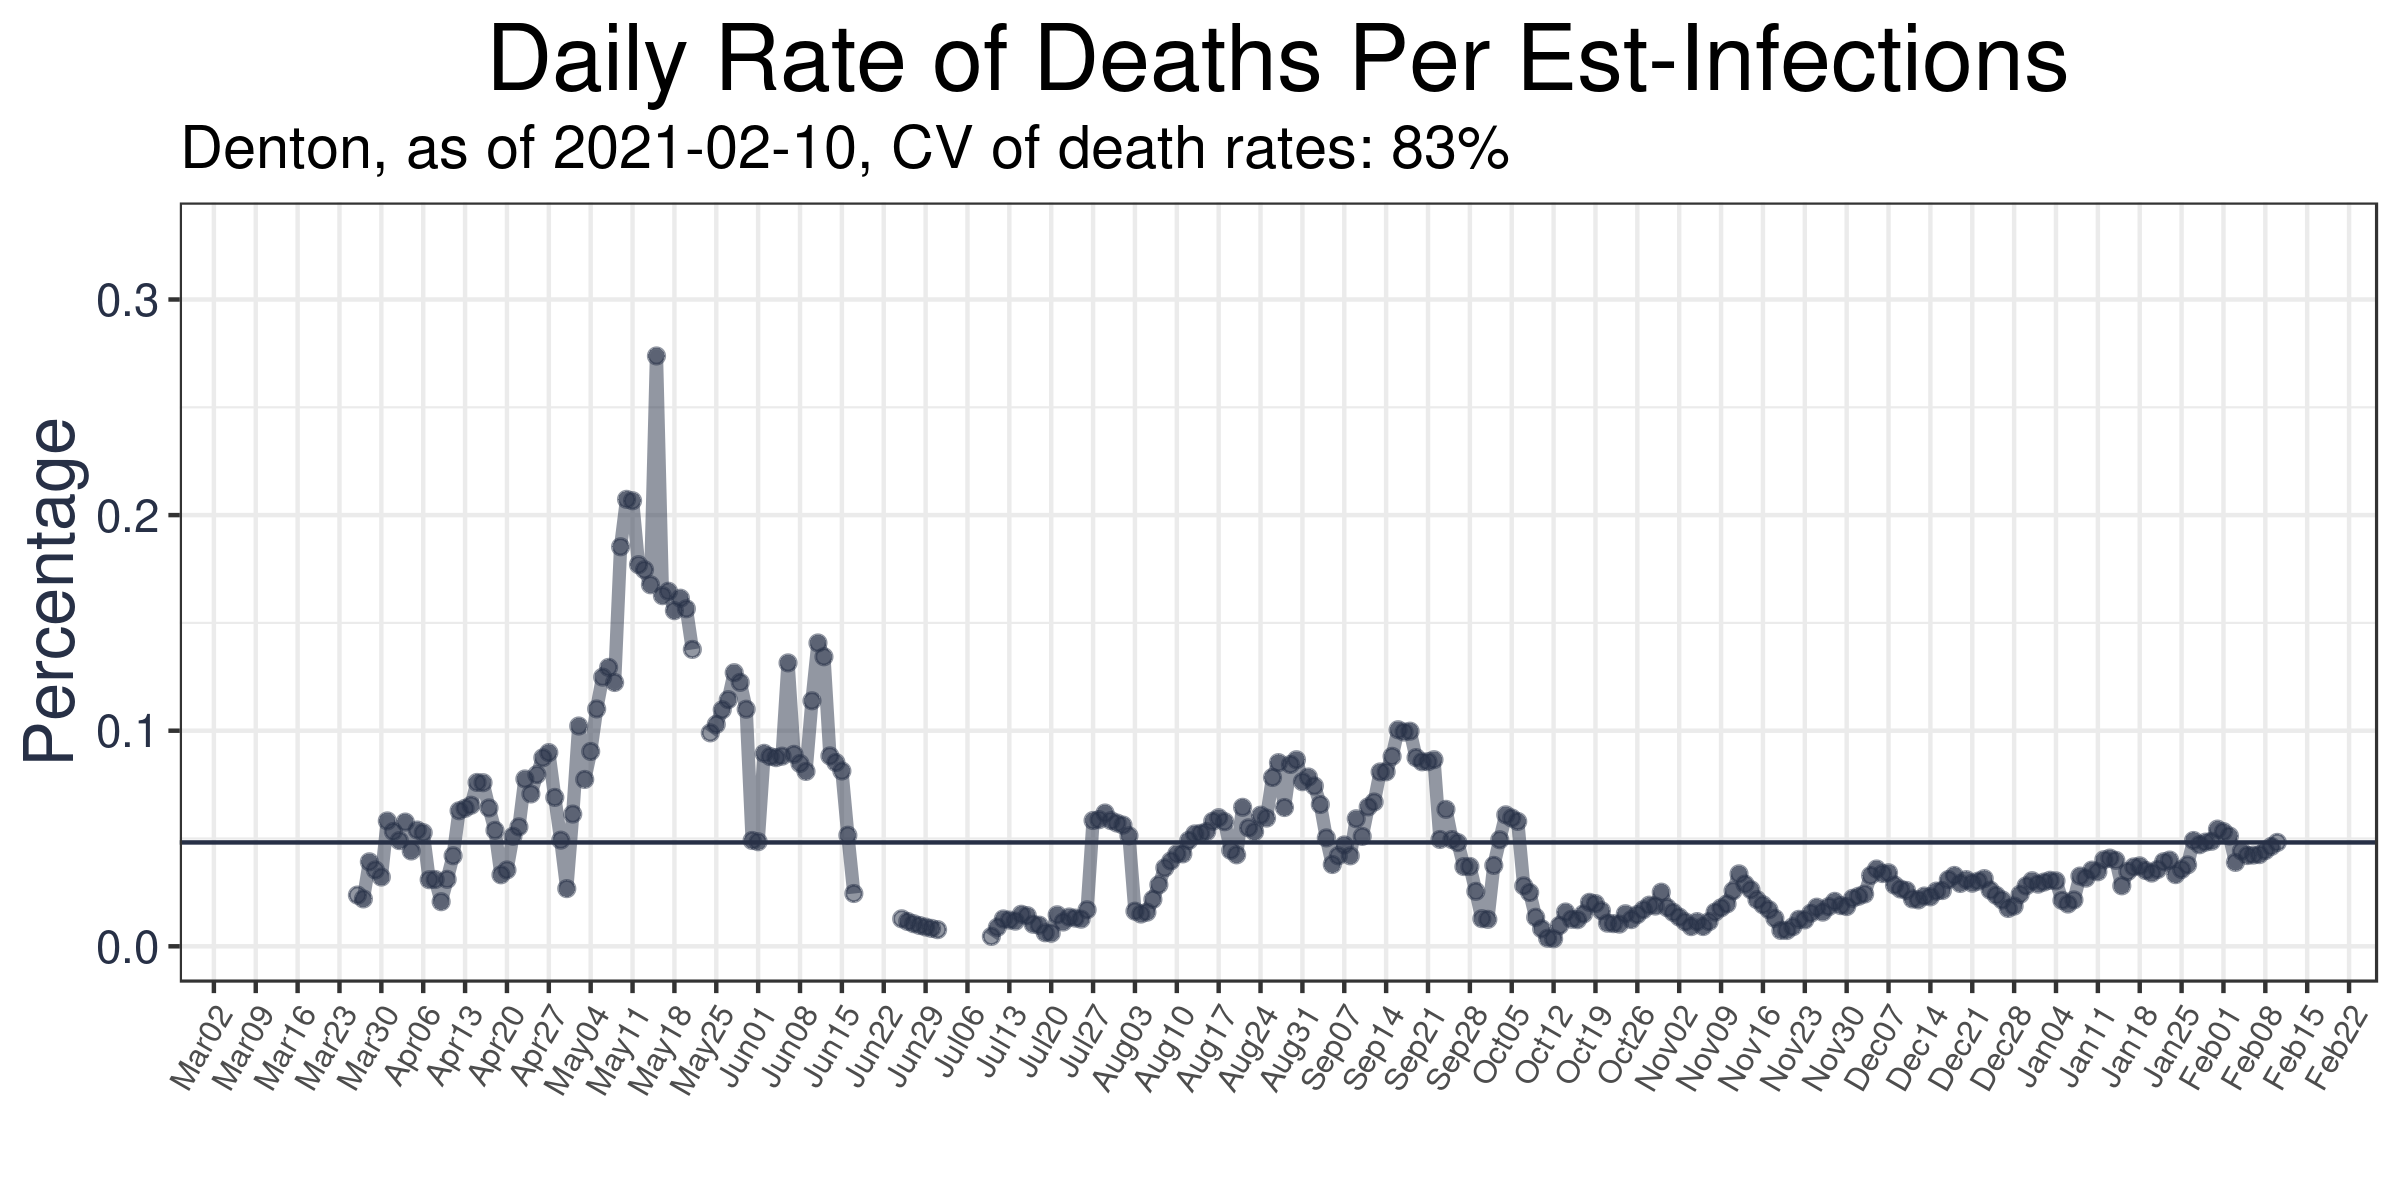 Daily Rate of Deaths Per Est-Infections
Denton, as of 2021-02-10, CV of death rates: 83%
Percentage
0.3
0.2
0.1
0.0
Mar02 Mar09 Mar16 Mar23 Mar30 Apr06 Apr13 Apr20 Apr27 May04 May11 May18 May25 Jun01 Jun08 Jun15 Jun22 Jun29 Jul06 Jul13 Jul20 Jul27 Aug03 Aug10 Aug17 Aug24 Aug31 Sep07 Sep14 Sep21 Sep28 Oct05 Oct12 Oct19 Oct26 Nov02 Nov09 Nov16 Nov23 Nov30 Dec07 Dec14 Dec21 Dec28 Jan04 Jan11 Jan18 Jan25 Feb01 Feb08 Feb15 Feb22